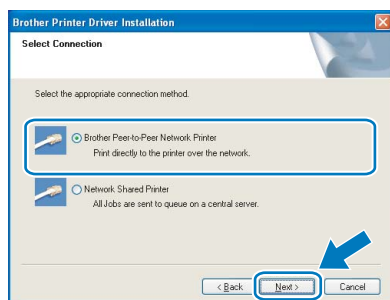 Brother Printer Driver Installation
Select Connection
Select the appropriate connection method.
Brother Peer-to-Peer Network Printer
Print directly to the printer over the network.
Network Shared Printer
All Jobs are sent to queue on a central server.
< Back Next > Cancel